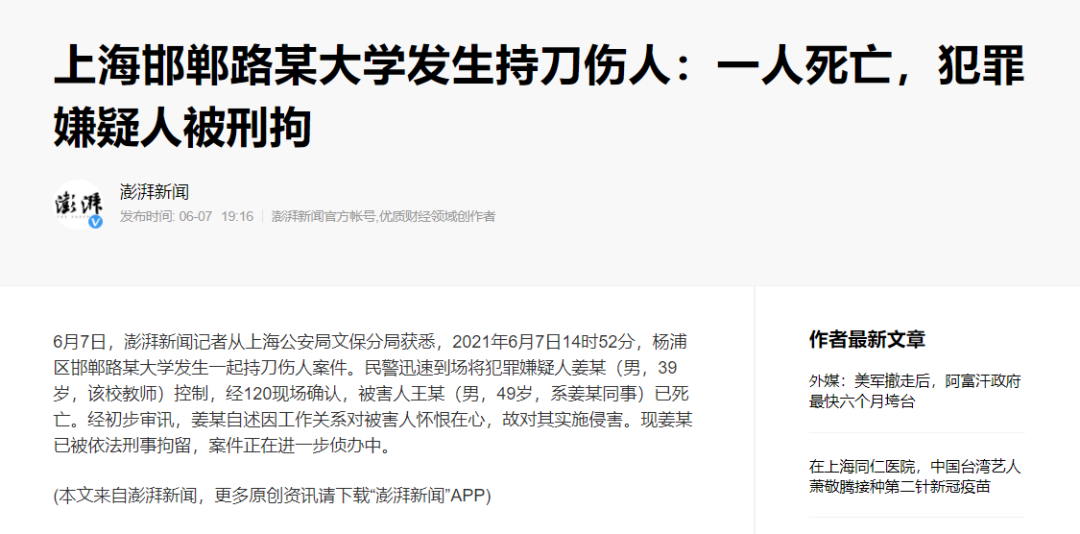 上海邯郸路某大学发生持刀伤人：一人死亡，犯罪
嫌疑人被刑拘
澎湃
澎湃新闻
发布时间: 06-07 19:16 澎湃新闻官方帐号,优质财经领域创作者
6月7日，澎湃新闻记者从上海公安局文保分局获悉，2021年6月7日14时52分，杨浦
区邯郸路某大学发生一起持刀伤人案件。民警迅速到场将犯罪嫌疑人姜某（男，39
岁，该校教师）控制，经120现场确认，被害人王某（男，49岁，系姜某同事）已死
亡。经初步审讯，姜某自述因工作关系对被害人怀恨在心，故对其实施侵害。现姜某
已被依法刑事拘留，案件正在进一步侦办中。
(本文来自澎湃新闻，更多原创资讯请下载“澎湃新闻”APP)
作者最新文章
外媒：美军撤走后，阿富汗政府
最快六个月垮台
在上海同仁医院，中国台湾艺人
萧敬腾接种第二针新冠疫苗